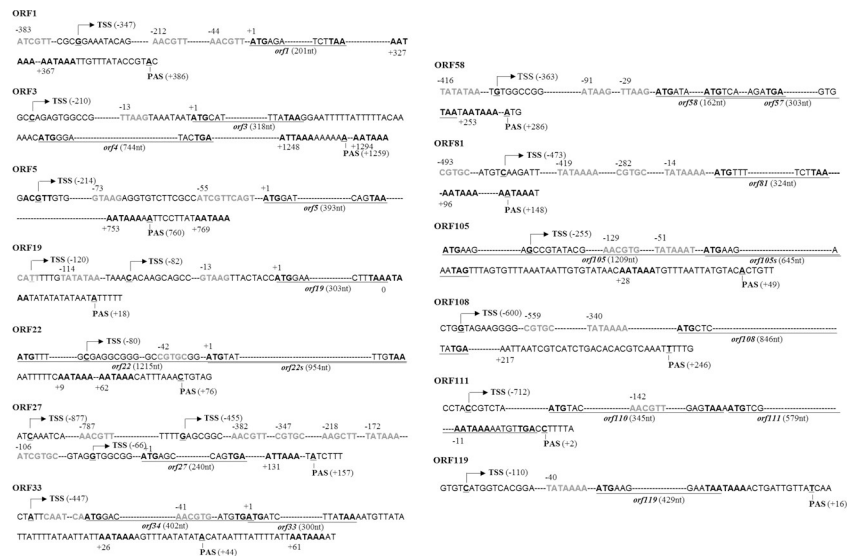 ORF1
-383 TSS (-347) -212 -44 +1
ATCGTT- CGCGGAAATACAG---------AACGTT------AACGTT--ATGAGA----------TCTTAA--------------------AAT
orf1 (201nt) +327
AAA--AATAAATTGTTTATACCGTAC
+367 PAS (+386)
ORF3
TSS (-210) -13 +1
GCCAGAGTGGCCG--------TTAAGTAAATAATATGCAT---------TTATAAGGAATTTTTATTTTTACAA
orf3 (318nt)
AAACATGGGA----------------------------TACTGA------------------ATTAAAAAAAAA--AATAAA
orf4 (744nt) +1248 +1294
PAS (+1259)
ORF5
TSS (-214) -73 -55 +1
GACGTTGTG-------GTAAGAGGTGTCTTCGCCATCGTTCAGT--ATGGAT----------------CAGTAA-------
orf5 (393nt)
-----------------------AATAAAAATTCCTTATAATAAA
+753 PAS (760) +769
ORF19
TSS (-120) -114 TSS (-82) -13 +1
CATTTTTGTATATAA--TAAACACAAGCAGCC----GTAAGTTACTACCATGGAA----------CTTTAAATA
orf19 (303nt) 0
AATATATATATAATATTTTT
PAS (+18)
ORF22
TSS (-80) -42 +1
ATGTTT---------GCGAGGCGGG-GCCGTGCGG--ATGTAT--------------------------------TTGTAA
orf22 (1215nt) orf22s (954nt)
AATTTTTCAATAAA---AATAAACATTTAAACTGTAG
+9 +62 PAS (+76)
ORF27
TSS (-877) -787 TSS (-455) -382 -347 -218 -172
ATCAAATCA--------AACGTT---------TTTTGAGCGGC-----AACGTT--CGTGC-------AAGCTT--TATAAA-
-106 TSS (-66) +1
ATCGTGC------GTAGGTGGCGG---ATGAGC--------CAGTGA------ATTAAA--TATCTTT
orf27 (240nt) +131 PAS (+157)
ORF33
TSS (-447) -41 +1
CTATTCAAT-CAATGGAC---------------AACGTG-ATGTGATGATC-----------TTATAAAATGTTATA
orf34 (402nt) orf33 (300nt)
TTATTTTTATAATTATTAATAAAAGTTTAATATATACATAATTTATTTTATTAATAAAAT
+26 PAS (+44) +61
ORF58
-416 TSS (-363) -91 -29
TATATAA--TGTGGCCGG-----------ATAAG---TTAAG--ATGATA----ATGTCA---AGATGA--------GTG
orf58 (162nt) orf57 (303nt)
TAATAATAAA--ATG
+253 PAS (+286)
ORF81
-493 TSS (-473) -419 -282 -14
CGTGC---ATGTCAAGATT----TATAAAA------CGTGC----TATAAAA----ATGTTT----------TCTTAA--
orf81 (324nt)
-AATAAA-------AATAAAT
+96 PAS (+148)
ORF105
TSS (-255) -129 -51
ATGAAG--------------AGCCGTATACG----AACGTG---TATAAAT--ATGAAG----------------------A
orf105 (1209nt) orf105s (645nt)
AATAGTTTAGTGTTTAAATAATTGTGTATAACAATAAATGTTTAATTATGTACACTGTT
+28 PAS (+49)
ORF108
TSS (-600) -559 -340
CTGGTAGAAGGGG-CGTGC---------TATAAAA----------ATGCTC-------------------------
orf108 (846nt)
TATGA-------------AATTAATCGTCATCTGACACACGTCAAATTTTTG
+217 PAS (+246)
ORF111
TSS (-712) -142
CCTACCGTCTA----------ATGTAC-------------AACGTT-----GAGTAAAATGTCG------------
orf110 (345nt) orf111 (579nt)
---AATAAAAATGTTGACCTTTTA
-11 PAS (+2)
ORF119
TSS (-110) -40
GTGTCATGGTCACGGGA----TATAAAA-ATGAAG-----------GAATAATAAAACTGATTGTTATCAA
orf119 (429nt) PAS (+16)